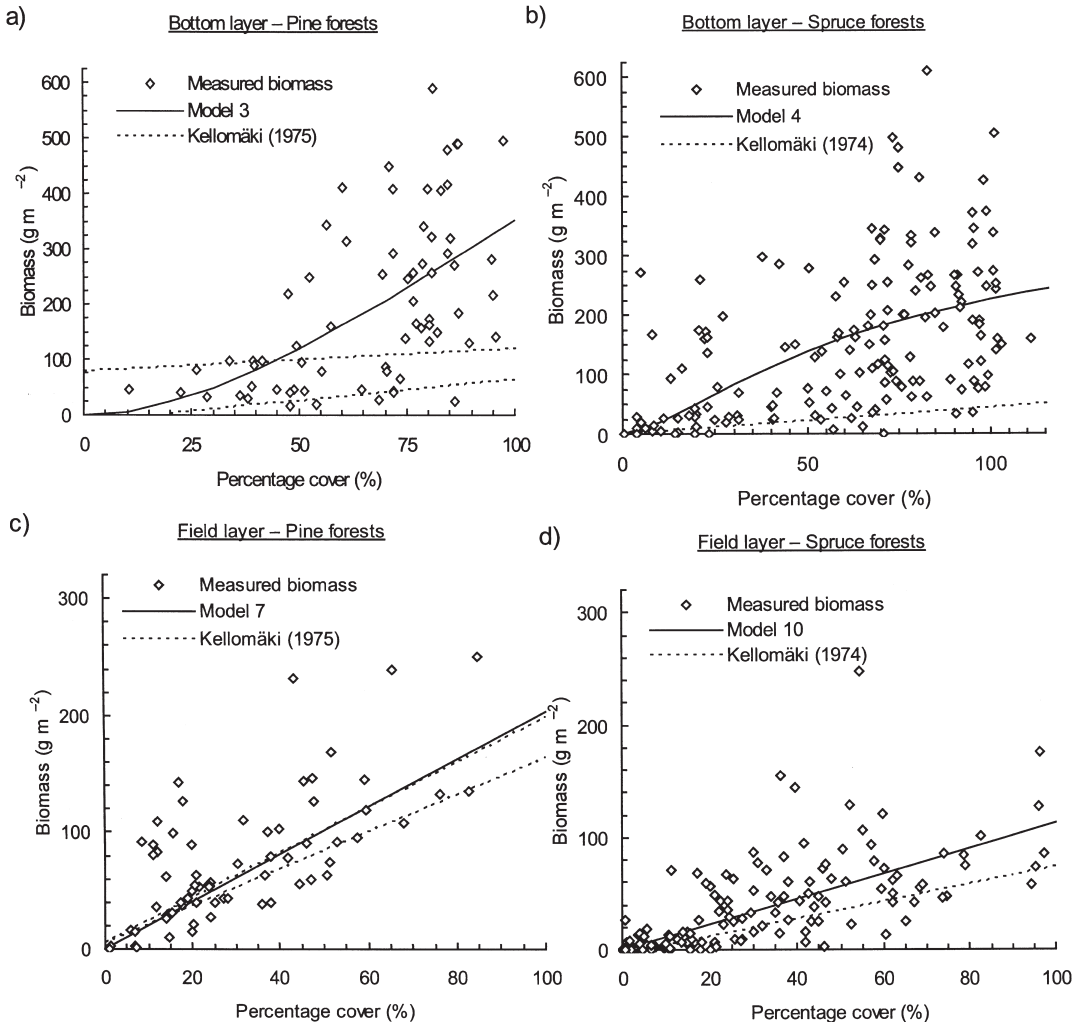 a)
Bottom layer – Pine forests
Measured biomass
Model 3
Kellomäki (1975)
600
500
400
300
200
100
0
Biomass (g m −2)
0 25 50 75 100
Percentage cover (%)
b)
Bottom layer – Spruce forests
Measured biomass
Model 4
Kellomäki (1974)
600
500
400
300
200
100
0
Biomass (g m −2)
0 50 100
Percentage cover (%)
c)
Field layer – Pine forests
Measured biomass
Model 7
Kellomäki (1975)
300
200
100
0
Biomass (g m −2)
0 20 40 60 80 100
Percentage cover (%)
d)
Field layer – Spruce forests
Measured biomass
Model 10
Kellomäki (1974)
300
200
100
0
Biomass (g m −2)
0 20 40 60 80 100
Percentage cover (%)